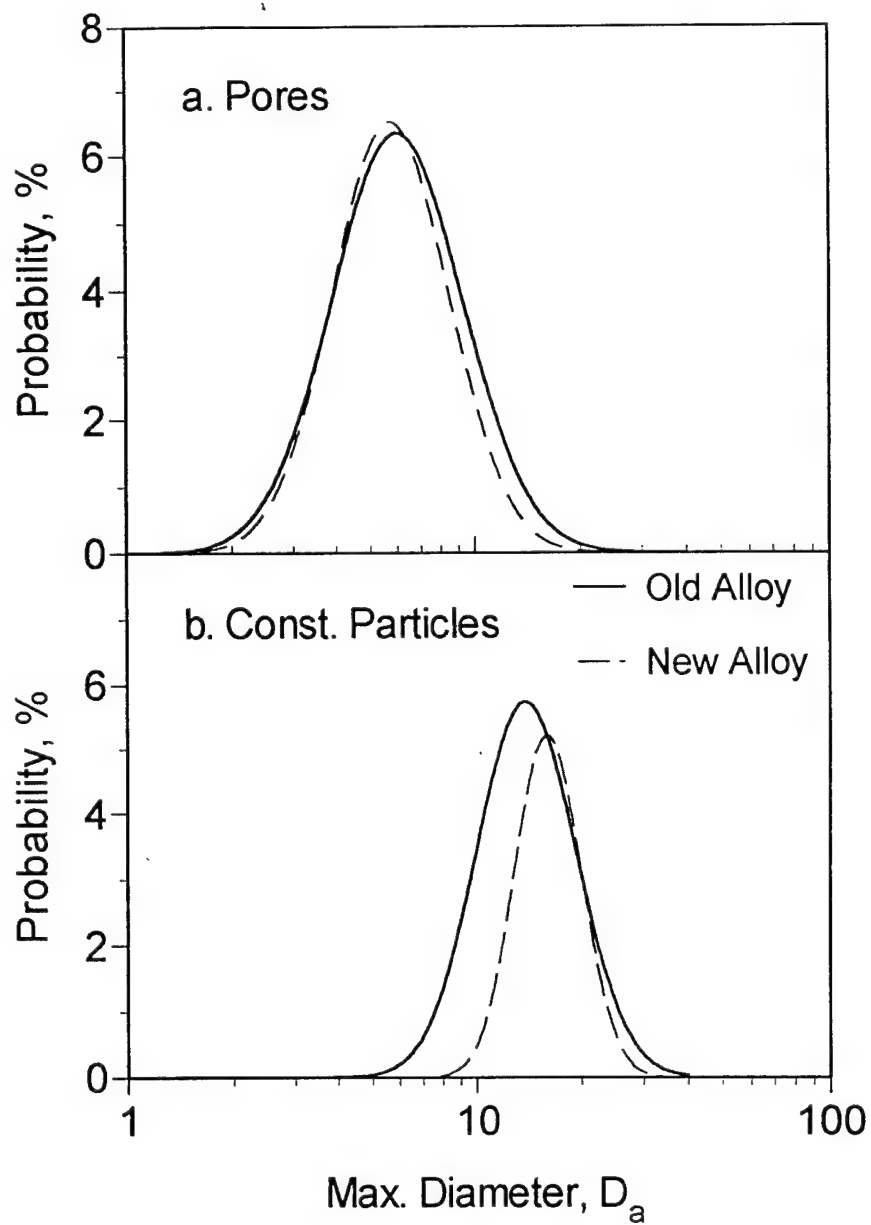 8
a. Pores
6
4
2
0
Probability, %
Old Alloy
b. Const. Particles
New Alloy
6
4
2
0
Probability, %
1
10
100
Max. Diameter, Da